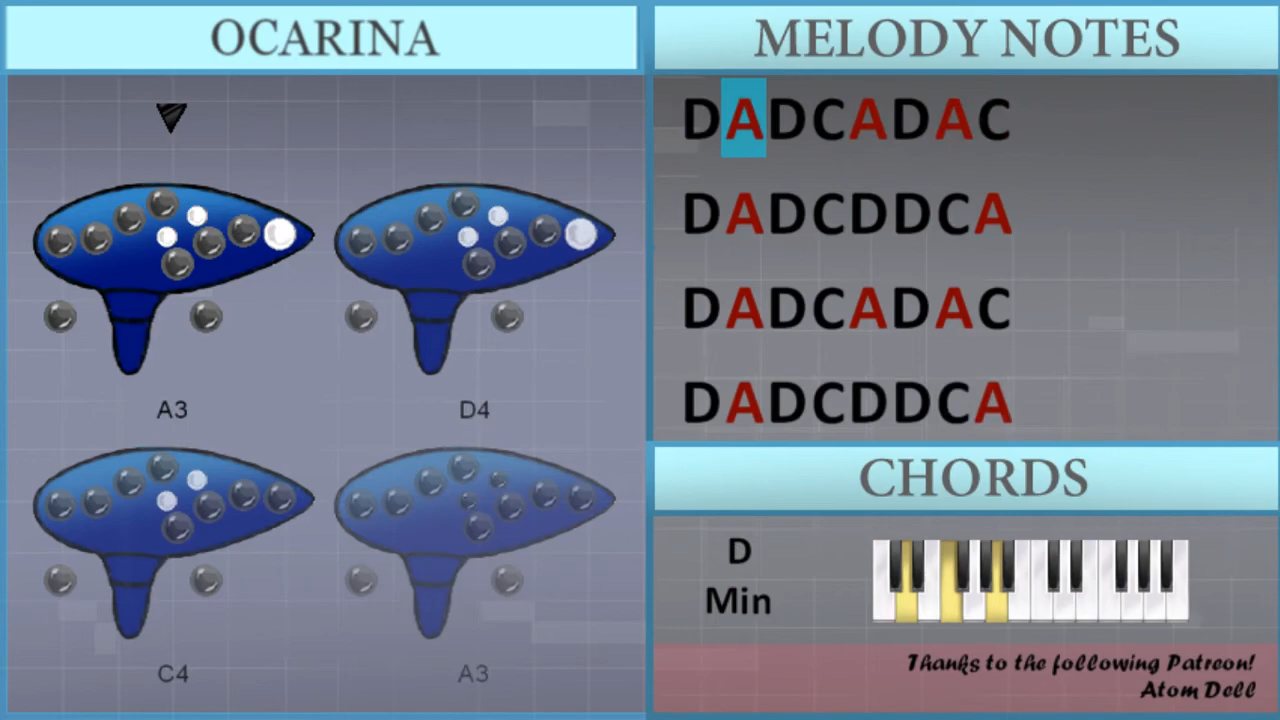 OCARINA
A3
D4
C4
A3
MELODY NOTES
DADCADAC
DADCDDCA
DADCADAC
DADCDDCA
CHORDS
D
Min
Thanks to the following Patreon!
Atom Dell